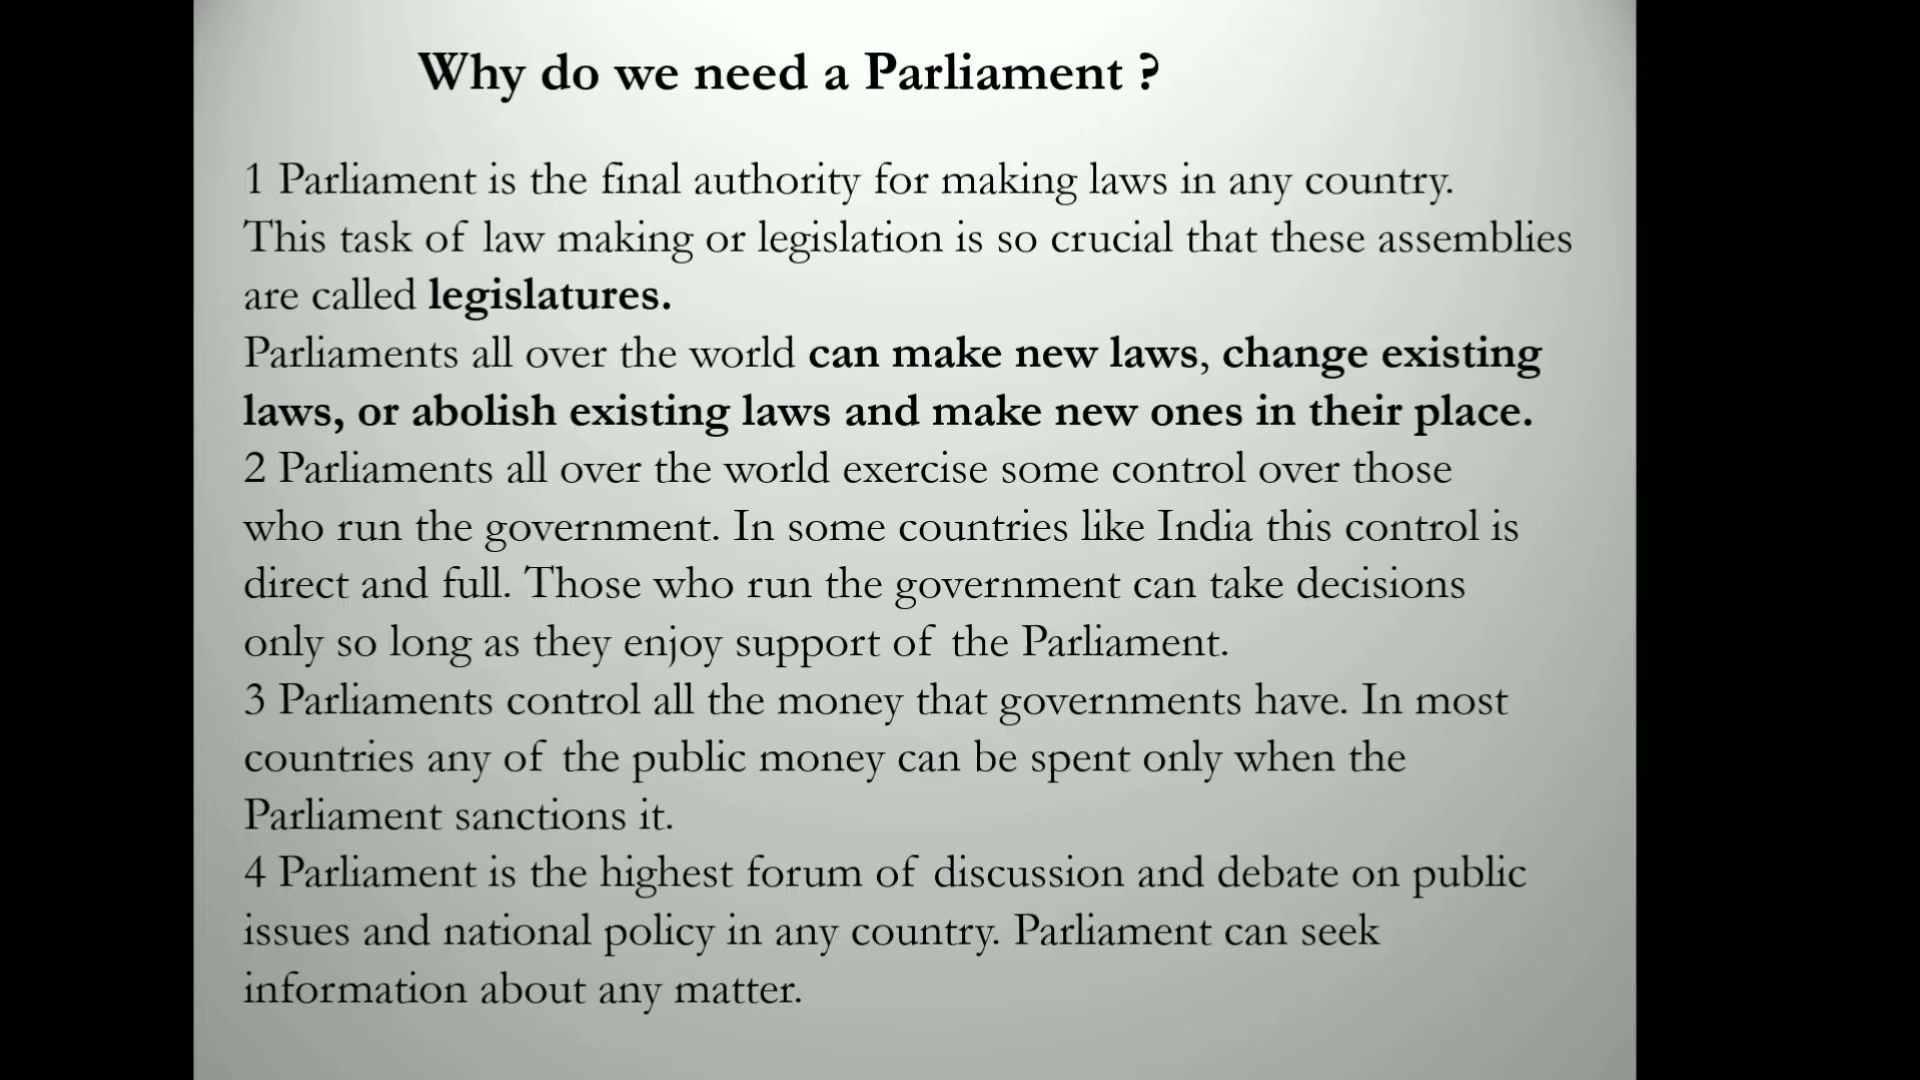 Why do we need a Parliament ?
1 Parliament is the final authority for making laws in any country.
This task of law making or legislation is so crucial that these assemblies
are called legislatures.
Parliaments all over the world can make new laws, change existing
laws, or abolish existing laws and make new ones in their place.
2 Parliaments all over the world exercise some control over those
who run the government. In some countries like India this control is
direct and full. Those who run the government can take decisions
only so long as they enjoy support of the Parliament.
3 Parliaments control all the money that governments have. In most
countries any of the public money can be spent only when the
Parliament sanctions it.
4 Parliament is the highest forum of discussion and debate on public
issues and national policy in any country. Parliament can seek
information about any matter.